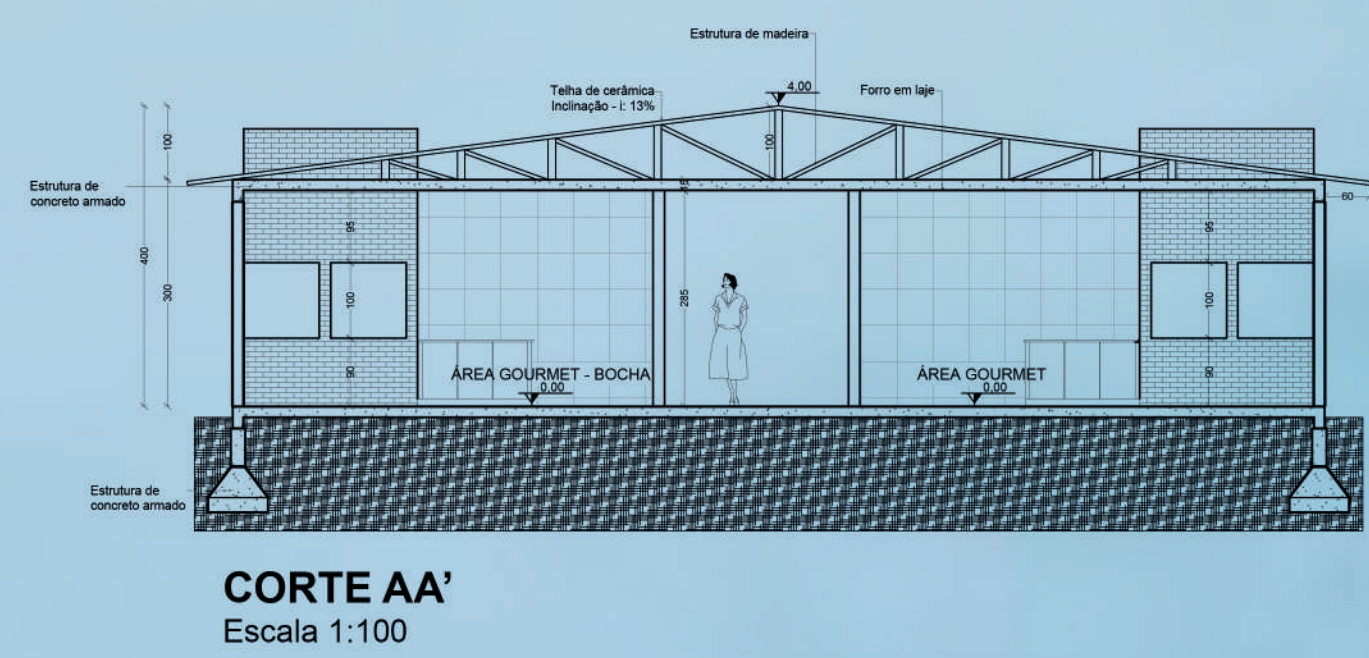 Estrutura de madeira
4.00
Telha de cerâmica
Inclinação - i: 13%
Forro em laje
100
100
Estrutura de
concreto armado
15
60
95
95
400
300
100
285
100
ÁREA GOURMET - BOCHA
0,00
ÁREA GOURMET
0,00
90
90
Estrutura de
concreto armado
CORTE AA’
Escala 1:100